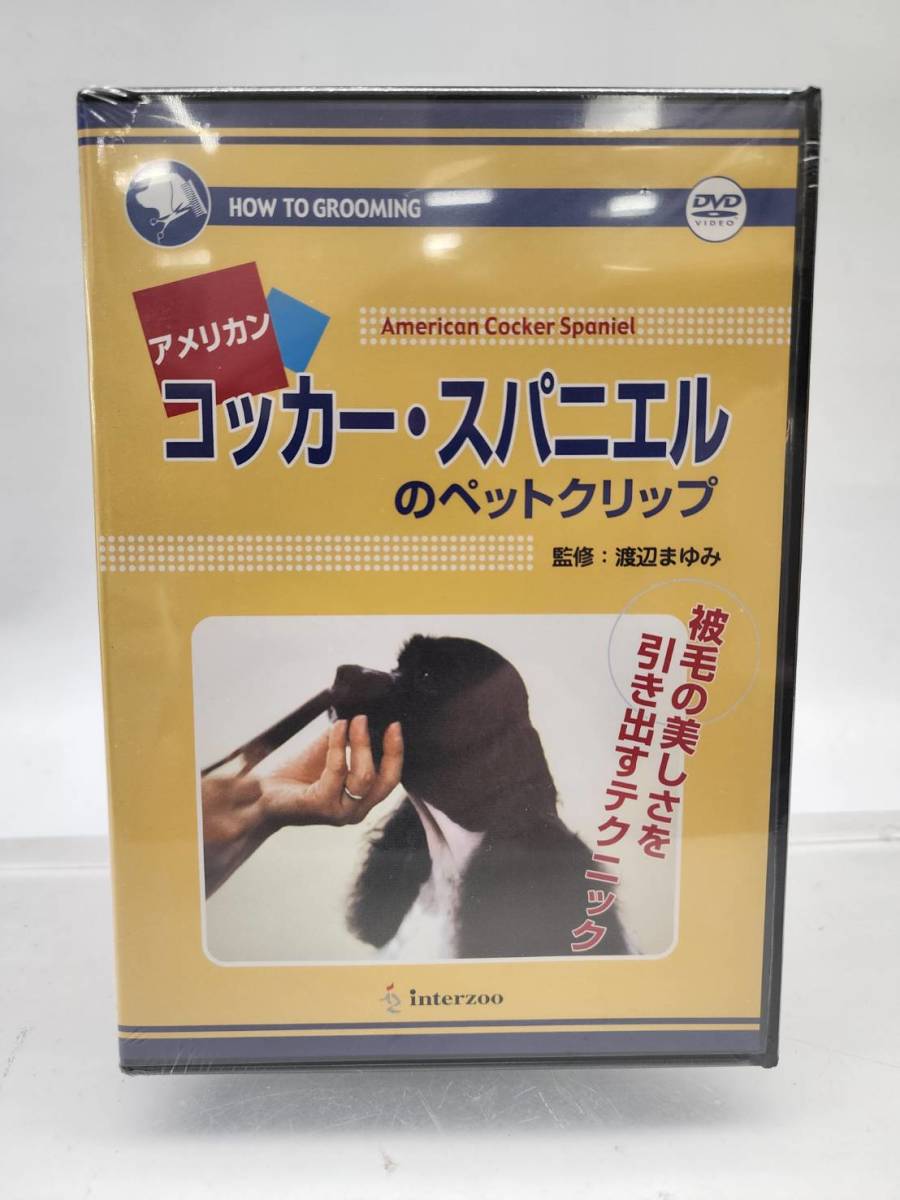 HOW TO GROOMING
DVD
VIDEO
アメリカン
American Cocker Spaniel
コッカー・スパニエル
のペットクリップ
監修：渡辺まゆみ
被毛の美しさを
引き出すテクニック
interzoo